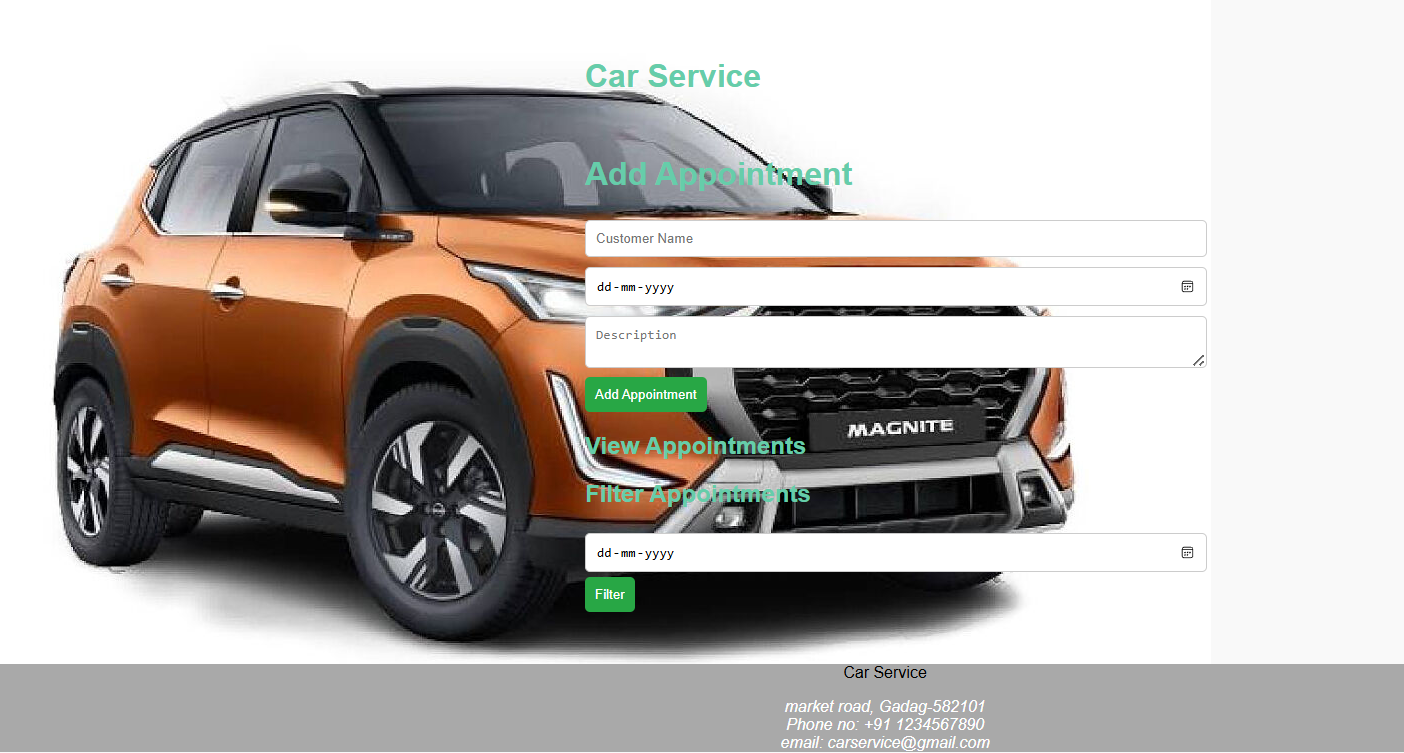 Car Service
Add Appointment
Customer Name
dd-mm-yyyy
Description
Add Appointment
MAGNITE
View Appointments
Filter Appointments
dd-mm-yyyy
Filter
Car Service
market road, Gadag-582101
Phone no: +91 1234567890
email: carservice@gmail.com